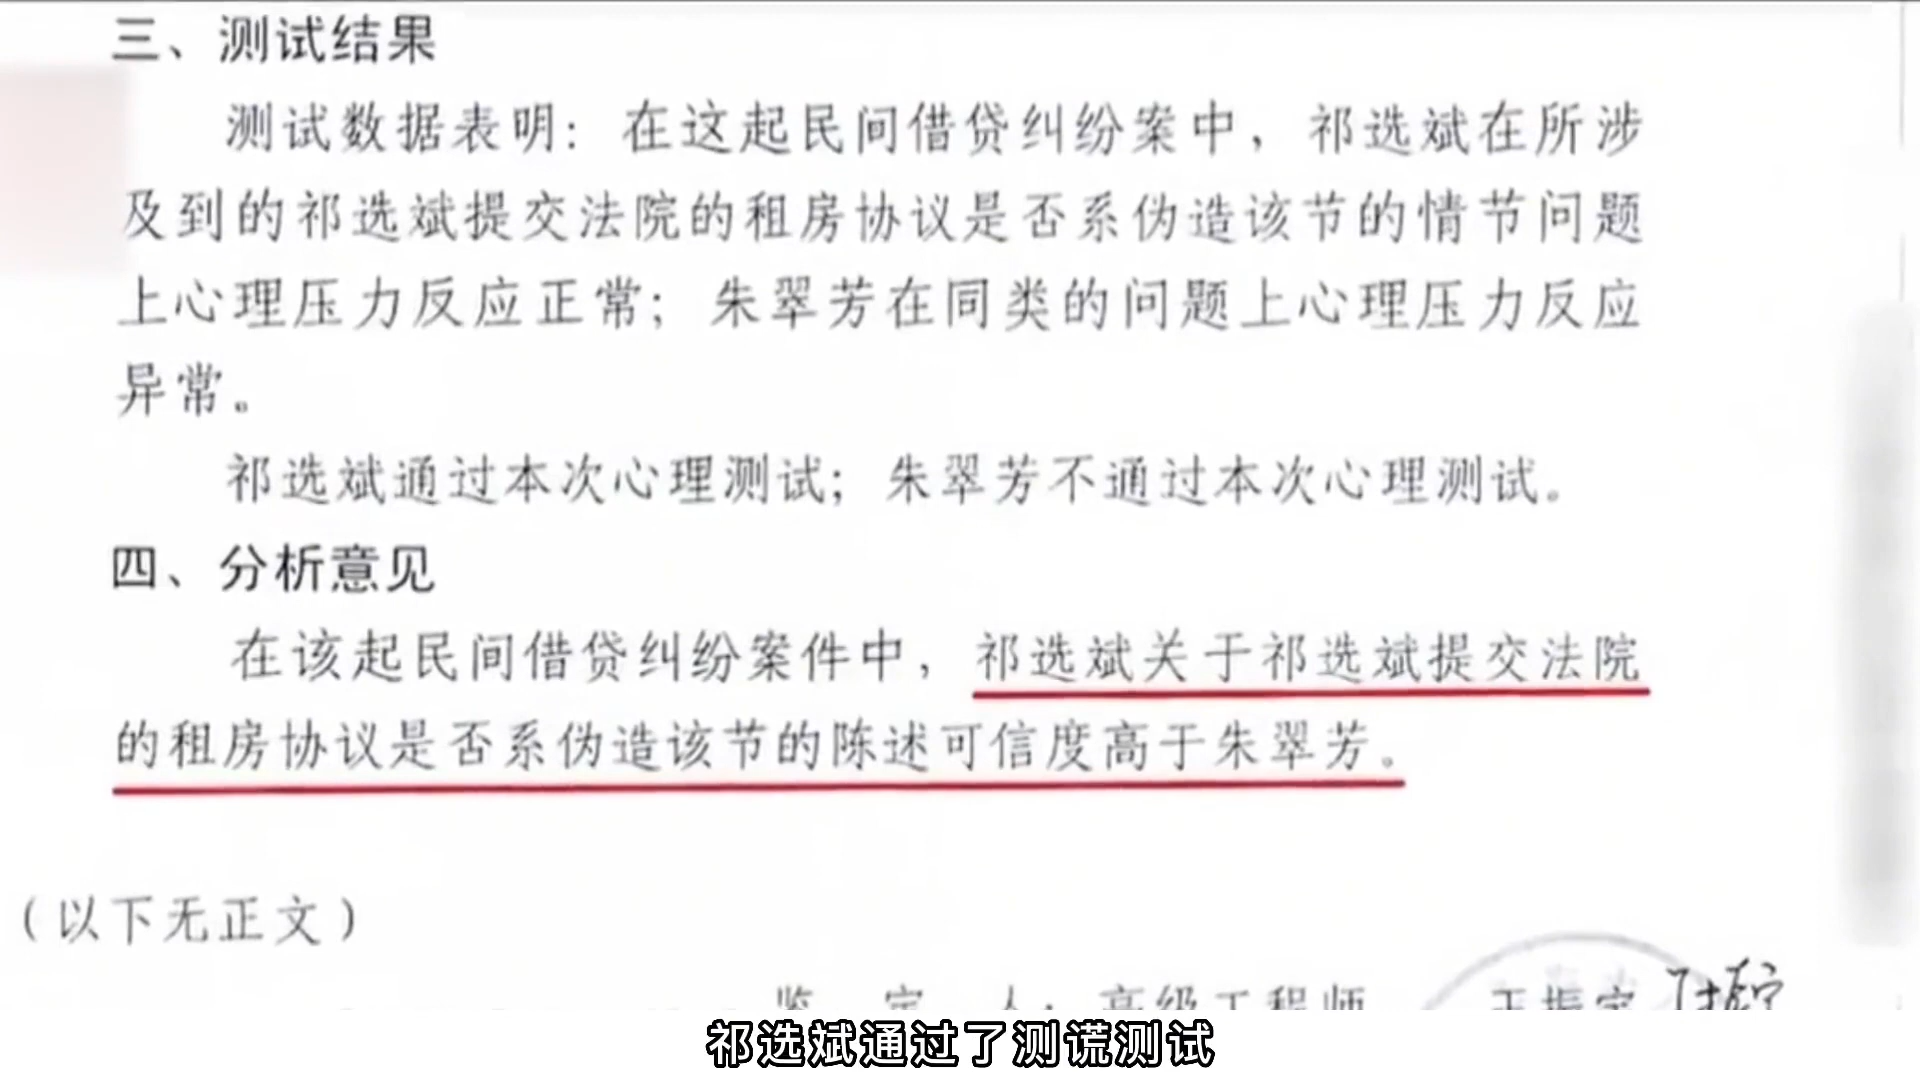 三、测试结果
测试数据表明：在这起民间借贷纠纷案中，祁选斌在所涉
及到的祁选斌提交法院的租房协议是否系伪造该节的情节问题
上心理压力反应正常；朱翠芳在同类的问题上心理压力反应
异常。
祁选斌通过本次心理测试；朱翠芳不通过本次心理测试。
四、分析意见
在该起民间借贷纠纷案件中，祁选斌关于祁选斌提交法院
的租房协议是否系伪造该节的陈述可信度高于朱翠芳。
（以下无正文）
鉴定人：高级工程师
祁选斌通过了测谎测试